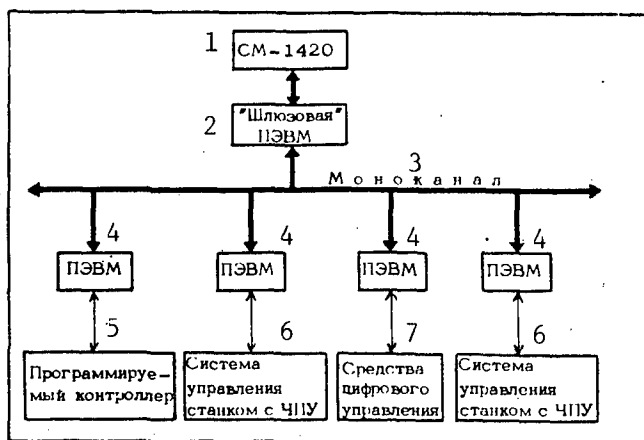 1
СМ-1420
2
"Шлюзовая"
ПЭВМ
3
Моноканал
4
4
4
4
ПЭВМ
ПЭВМ
ПЭВМ
ПЭВМ
5
6
7
6
Программируе-
мый контроллер
Система
управления
станком с ЧПУ
Средства
цифрового
управления
Система
управления
станком с ЧПУ